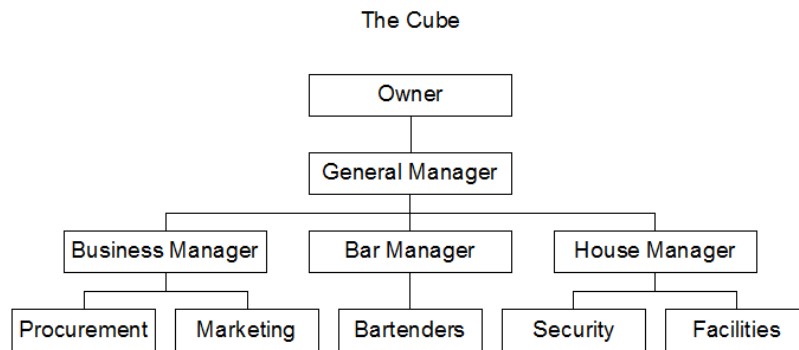 The Cube
Owner
General Manager
Business Manager
Bar Manager
House Manager
Procurement
Marketing
Bartenders
Security
Facilities